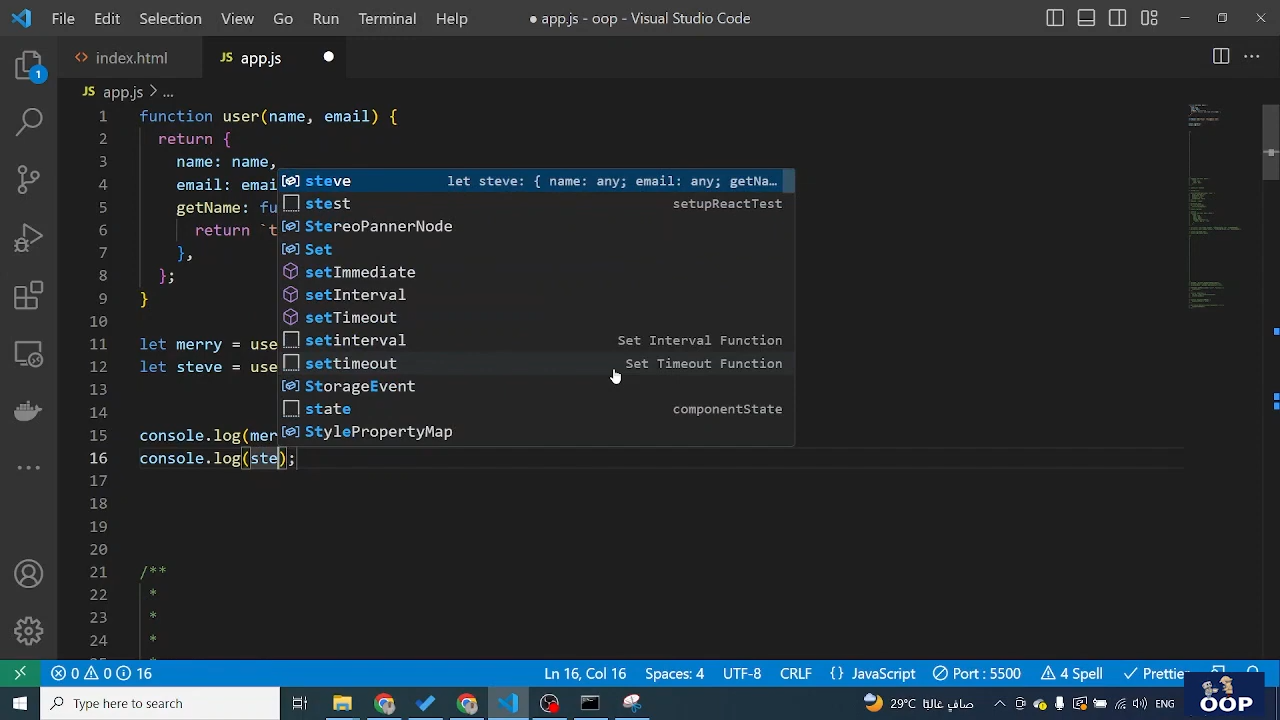 File Edit Selection View Go Run Terminal Help
● app.js - oop - Visual Studio Code
index.html
JS app.js
JS app.js > ...
1 function user(name, email) {
2 return {
3 name: name,
4 email: emai
5 getName: fu
6 return `t
7 },
8 };
9 }
10
11 let merry = use
12 let steve = use
13
14
15 console.log(mer
16 console.log(ste);
17
18
19
20
21 /**
22 *
23 *
24 *
steve let steve: { name: any; email: any; getNa…
stest setupReactTest
StereoPannerNode
Set
setImmediate
setInterval
setTimeout
setinterval Set Interval Function
settimeout Set Timeout Function
StorageEvent
state componentState
StylePropertyMap
1
0 0 16
Ln 16, Col 16 Spaces: 4 UTF-8 CRLF {} JavaScript Port : 5500 4 Spell Prettier
Type here to search
29°C صافي غالبا ENG
OOP